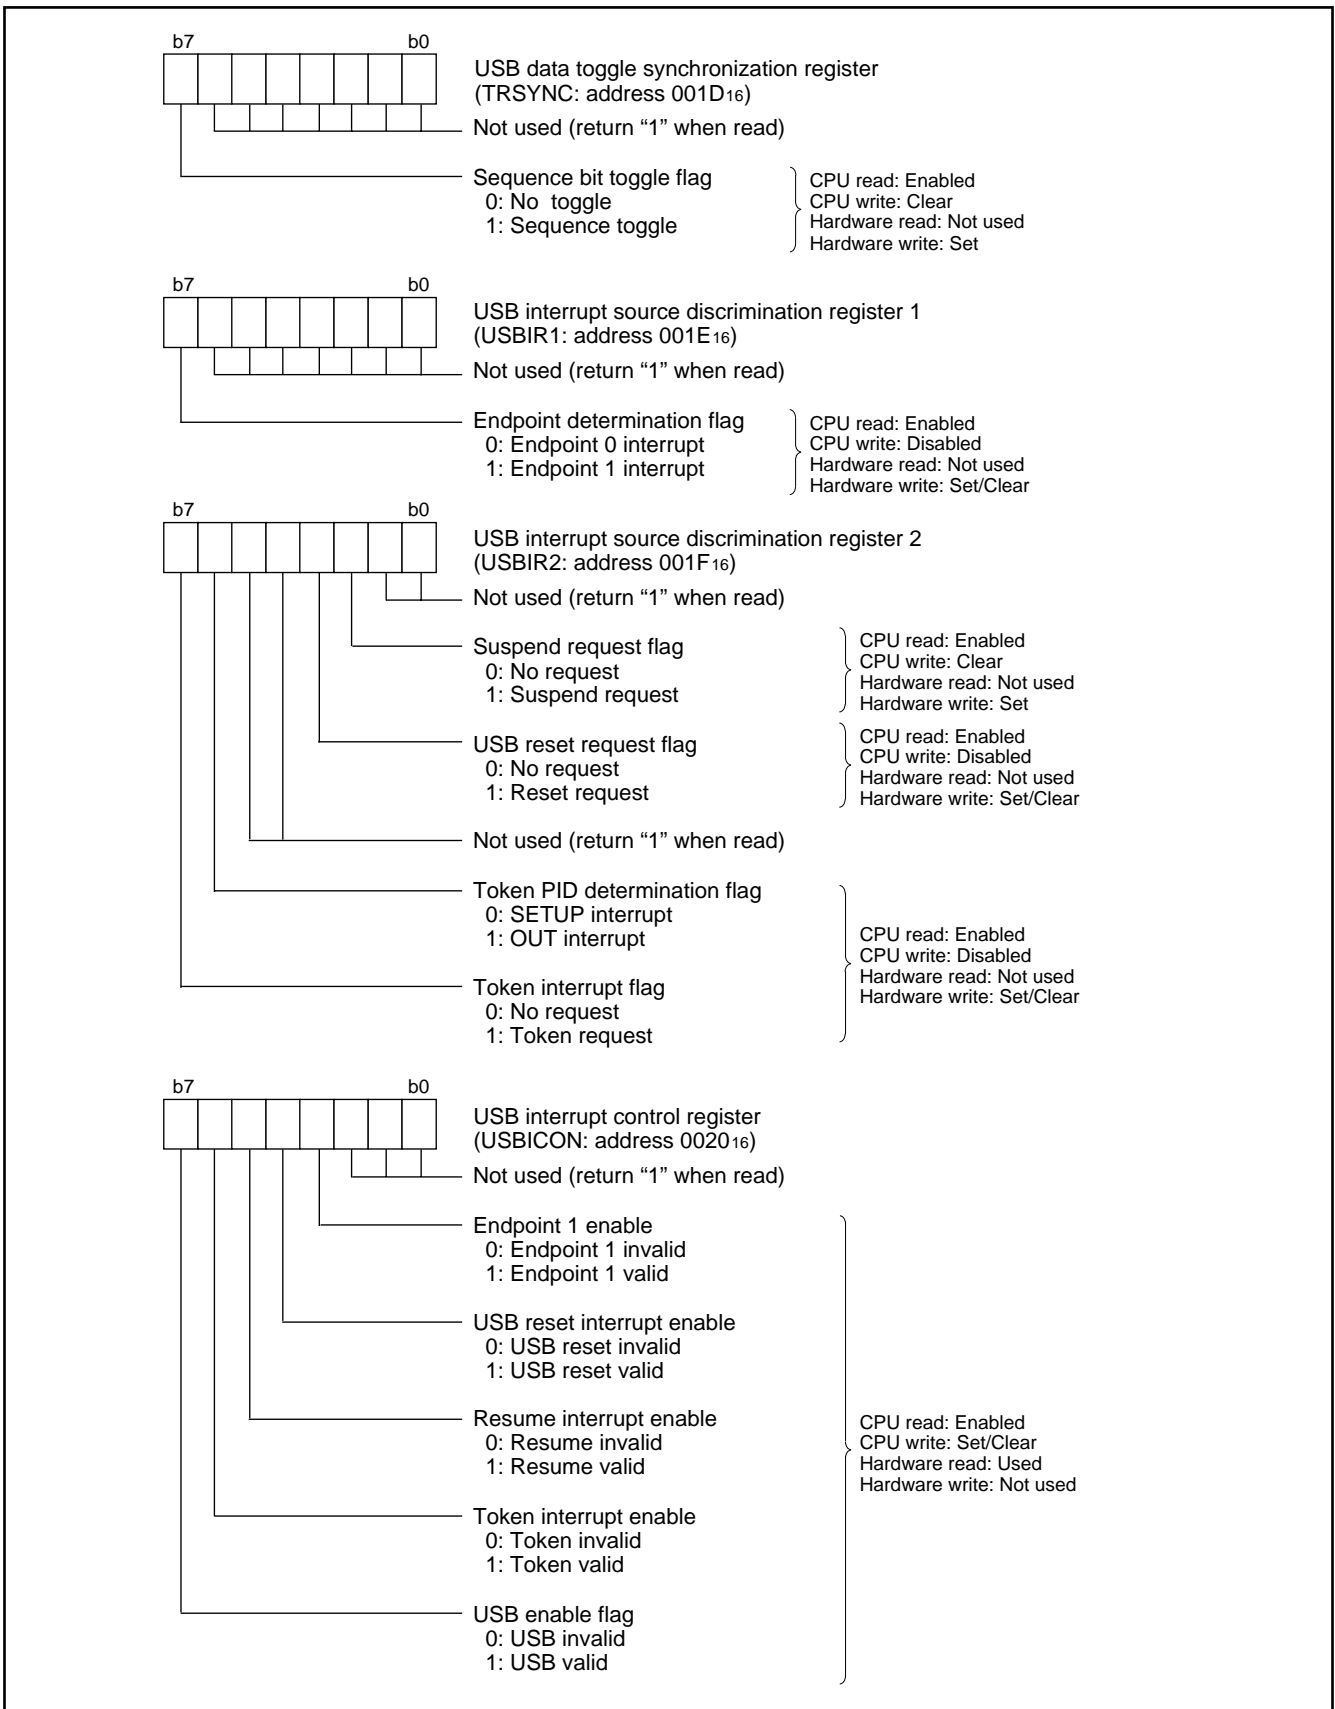 b7 b0
USB data toggle synchronization register
(TRSYNC: address 001D16)
Not used (return “1” when read)
Sequence bit toggle flag
0: No toggle
1: Sequence toggle
CPU read: Enabled
CPU write: Clear
Hardware read: Not used
Hardware write: Set
b7 b0
USB interrupt source discrimination register 1
(USBIR1: address 001E16)
Not used (return “1” when read)
Endpoint determination flag
0: Endpoint 0 interrupt
1: Endpoint 1 interrupt
CPU read: Enabled
CPU write: Disabled
Hardware read: Not used
Hardware write: Set/Clear
b7 b0
USB interrupt source discrimination register 2
(USBIR2: address 001F16)
Not used (return “1” when read)
Suspend request flag
0: No request
1: Suspend request
CPU read: Enabled
CPU write: Clear
Hardware read: Not used
Hardware write: Set
USB reset request flag
0: No request
1: Reset request
CPU read: Enabled
CPU write: Disabled
Hardware read: Not used
Hardware write: Set/Clear
Not used (return “1” when read)
Token PID determination flag
0: SETUP interrupt
1: OUT interrupt
Token interrupt flag
0: No request
1: Token request
CPU read: Enabled
CPU write: Disabled
Hardware read: Not used
Hardware write: Set/Clear
b7 b0
USB interrupt control register
(USBICON: address 002016)
Not used (return “1” when read)
Endpoint 1 enable
0: Endpoint 1 invalid
1: Endpoint 1 valid
USB reset interrupt enable
0: USB reset invalid
1: USB reset valid
Resume interrupt enable
0: Resume invalid
1: Resume valid
Token interrupt enable
0: Token invalid
1: Token valid
USB enable flag
0: USB invalid
1: USB valid
CPU read: Enabled
CPU write: Set/Clear
Hardware read: Used
Hardware write: Not used